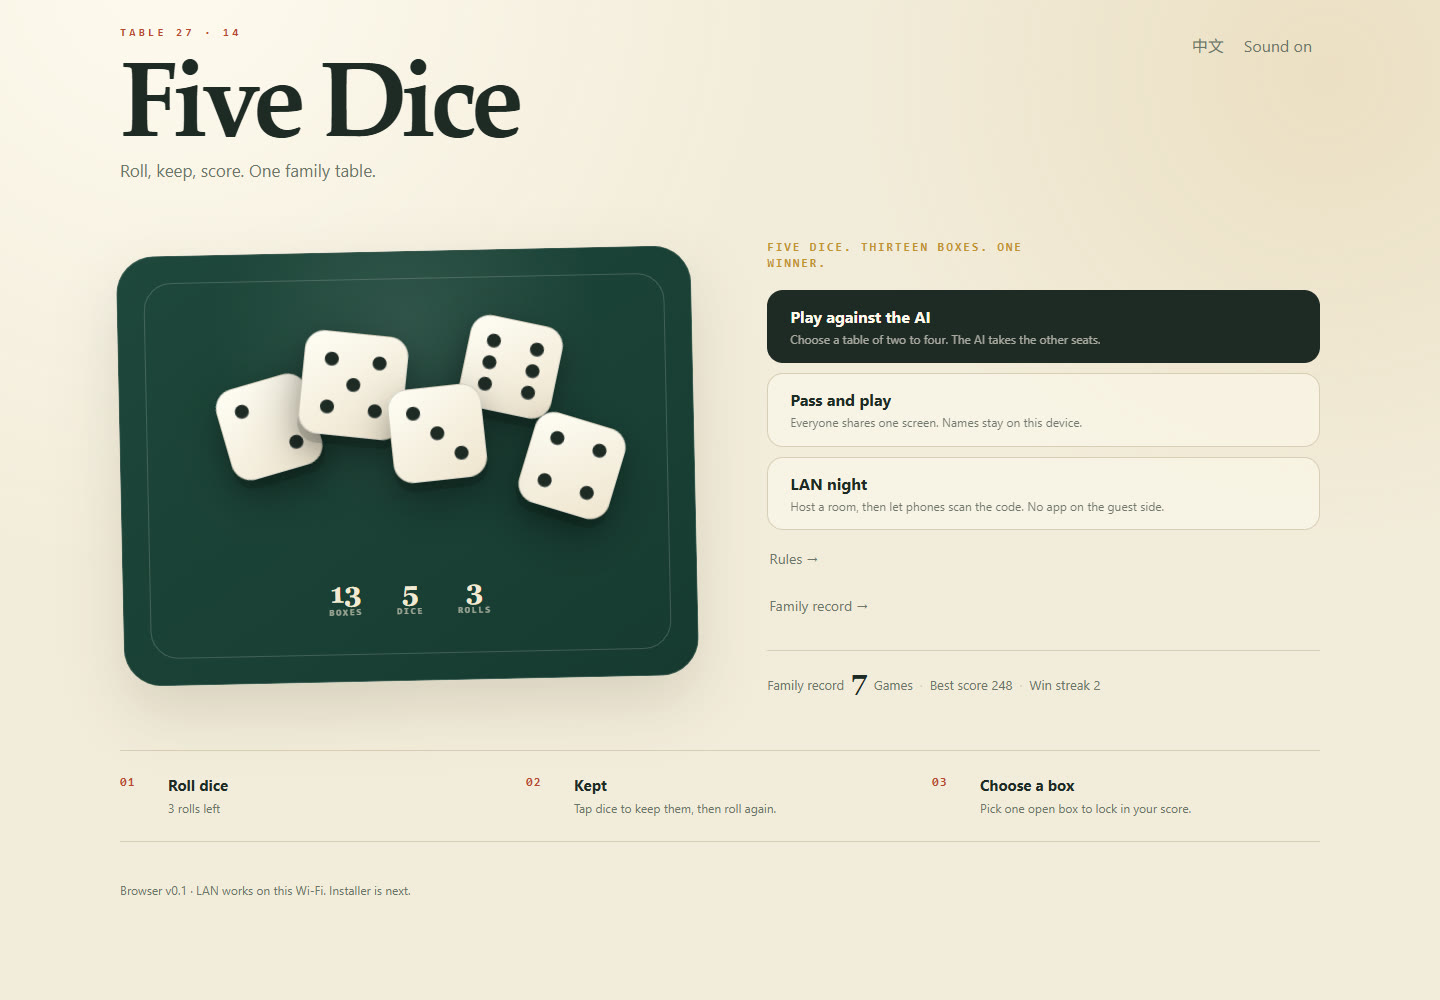 TABLE 27 · 14
Five Dice
Roll, keep, score. One family table.
中文
Sound on
13
BOXES
5
DICE
3
ROLLS
FIVE DICE. THIRTEEN BOXES. ONE
WINNER.
Play against the AI
Choose a table of two to four. The AI takes the other seats.
Pass and play
Everyone shares one screen. Names stay on this device.
LAN night
Host a room, then let phones scan the code. No app on the guest side.
Rules →
Family record →
Family record 7 Games · Best score 248 · Win streak 2
01
Roll dice
3 rolls left
02
Kept
Tap dice to keep them, then roll again.
03
Choose a box
Pick one open box to lock in your score.
Browser v0.1 · LAN works on this Wi-Fi. Installer is next.